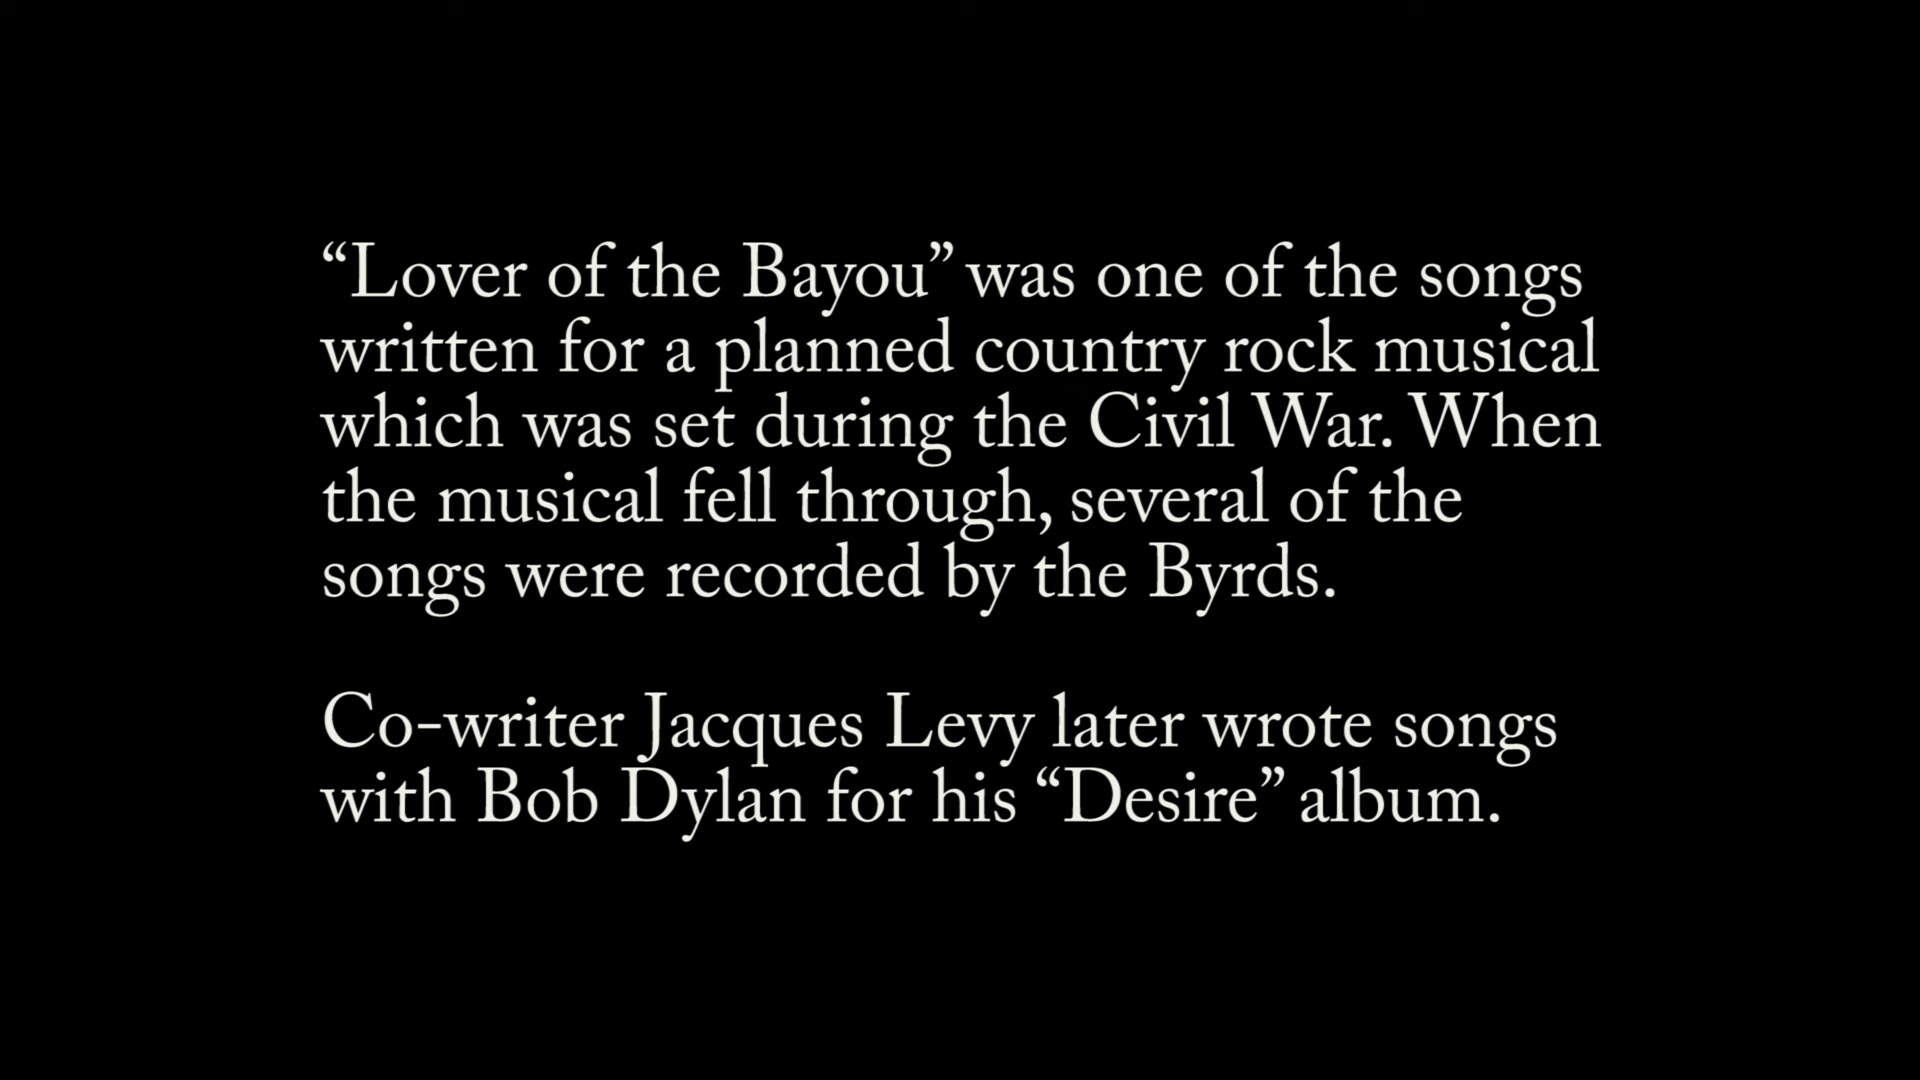 “Lover of the Bayou” was one of the songs
written for a planned country rock musical
which was set during the Civil War. When
the musical fell through, several of the
songs were recorded by the Byrds.
Co-writer Jacques Levy later wrote songs
with Bob Dylan for his “Desire” album.